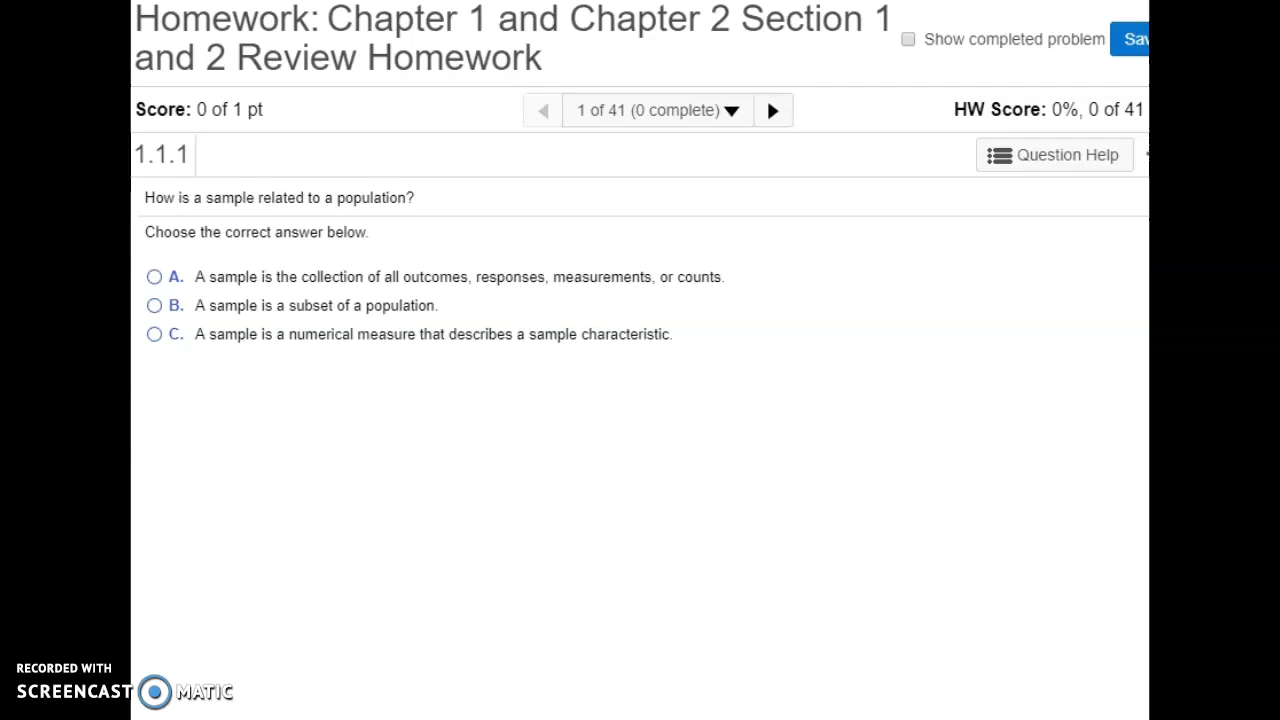 Homework: Chapter 1 and Chapter 2 Section 1
and 2 Review Homework
Show completed problem
Sav
Score: 0 of 1 pt
1 of 41 (0 complete)
HW Score: 0%, 0 of 41
1.1.1
Question Help
How is a sample related to a population?
Choose the correct answer below.
A. A sample is the collection of all outcomes, responses, measurements, or counts.
B. A sample is a subset of a population.
C. A sample is a numerical measure that describes a sample characteristic.
RECORDED WITH
SCREENCAST MATIC